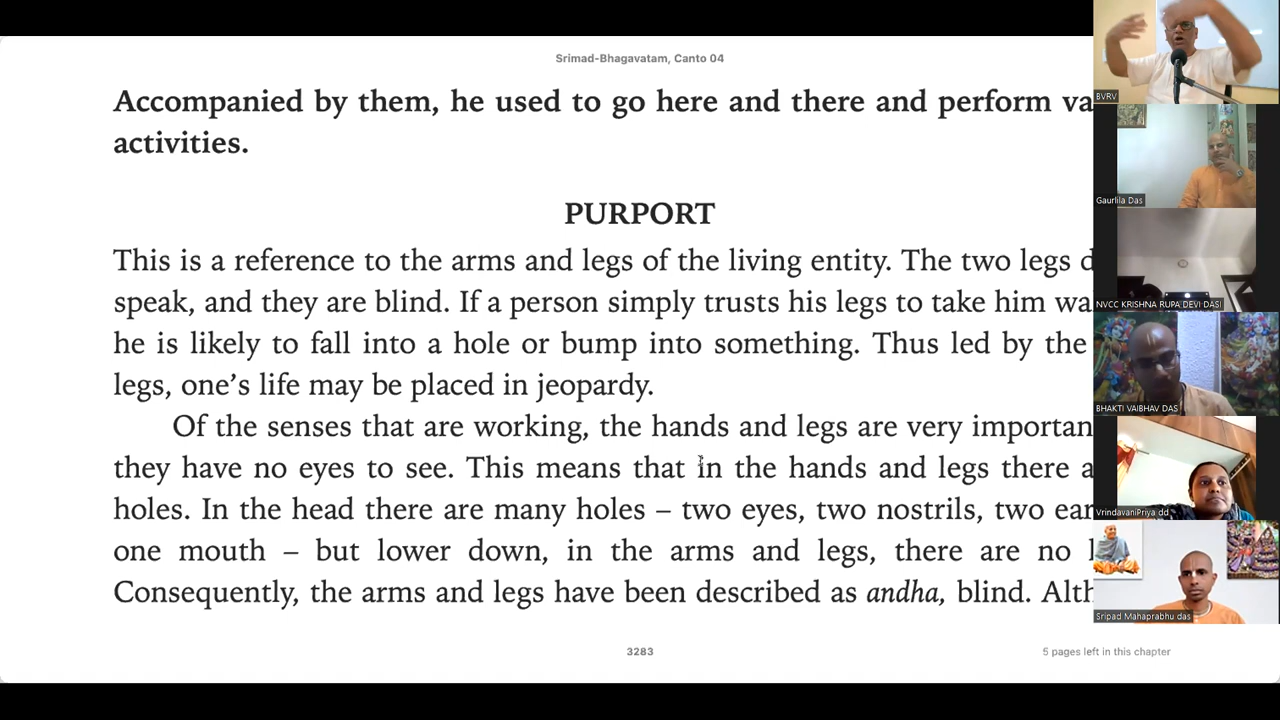 Srimad-Bhagavatam, Canto 04
Accompanied by them, he used to go here and there and perform
activities.
PURPORT
This is a reference to the arms and legs of the living entity. The two legs
speak, and they are blind. If a person simply trusts his legs to take him
he is likely to fall into a hole or bump into something. Thus led by the
legs, one's life may be placed in jeopardy.
Of the senses that are working, the hands and legs are very
they have no eyes to see. This means that in the hands and legs there
holes. In the head there are many holes – two eyes, two nostrils, two
one mouth – but lower down, in the arms and legs, there are no
Consequently, the arms and legs have been described as andha, blind.
3283
5 pages left in this chapter
BVRV
Gaurlila Das
NVCC KRISHNA RUPA DEVI DASI
BHAKTI VAIBHAV DAS
VrindavaniPriya dd
Sripad Mahaprabhu das